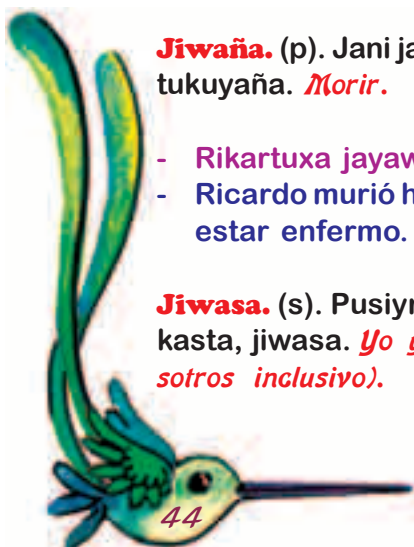 Jiwaña. (p). Jani ja
tukuyaña. Morir.
- Rikartuxa jayaw
- Ricardo murió h
estar enfermo.
Jiwasa. (s). Pusiyr
kasta, jiwasa. Yo y
sotros inclusivo).
44